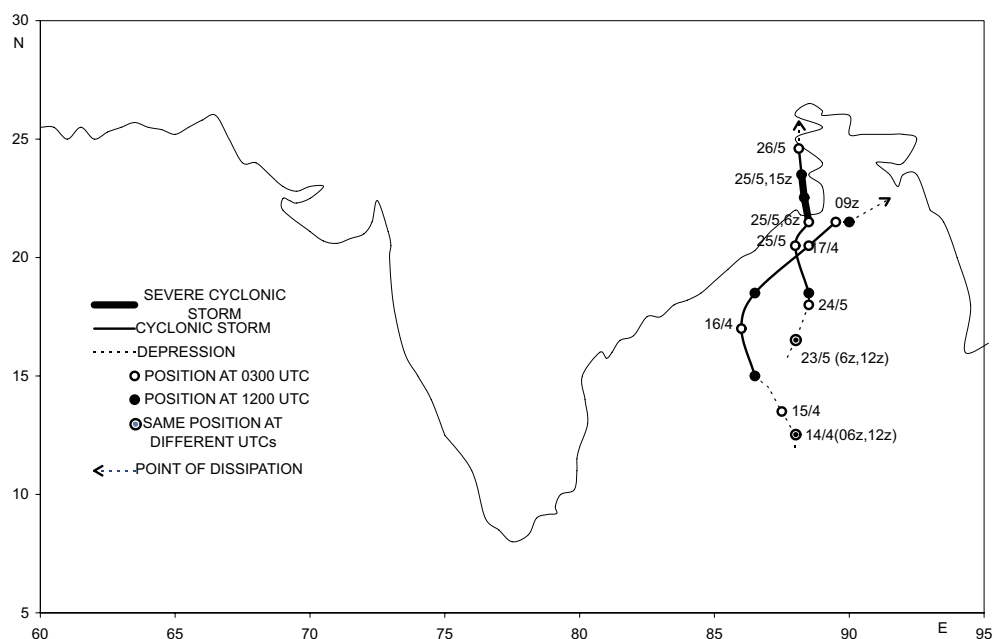 30
N
25
20
15
10
5
60
65
70
75
80
85
90
E
95
26/5
25/5,15z
09z
25/5,6z
25/5
17/4
24/5
16/4
23/5 (6z,12z)
15/4
14/4(06z,12z)
SEVERE CYCLONIC
STORM
CYCLONIC STORM
DEPRESSION
POSITION AT 0300 UTC
POSITION AT 1200 UTC
SAME POSITION AT
DIFFERENT UTCs
POINT OF DISSIPATION